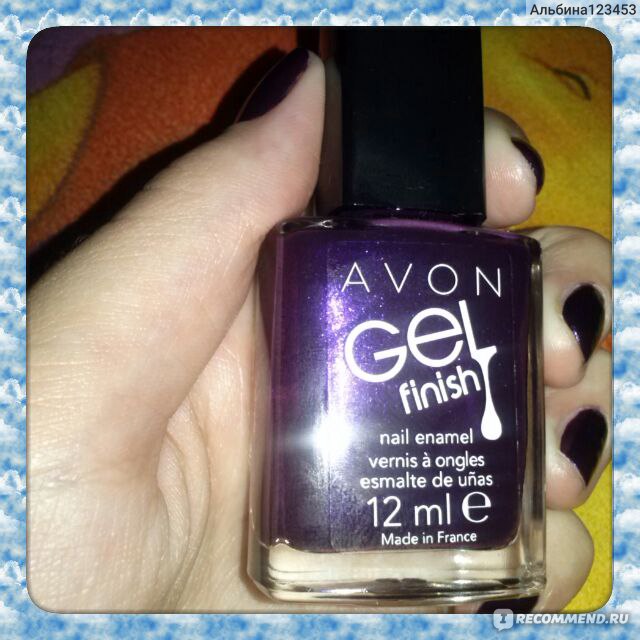 Альбина123453
AVON
GEL
finish
nail enamel
vernis à ongles
esmalte de uñas
12 ml e
Made in France
RECOMMEND.RU